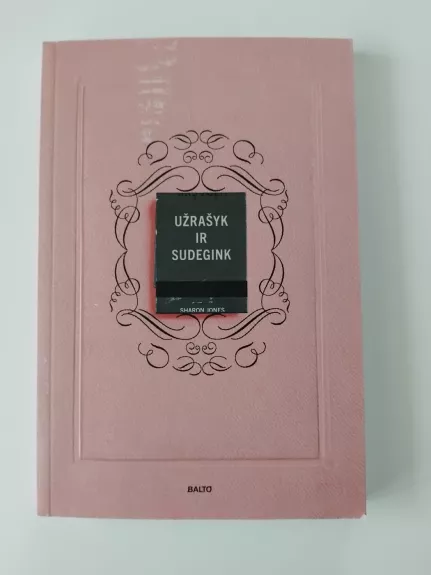 UŽRAŠYK
IR
SUDEGINK
SHARON JONES
BALTO